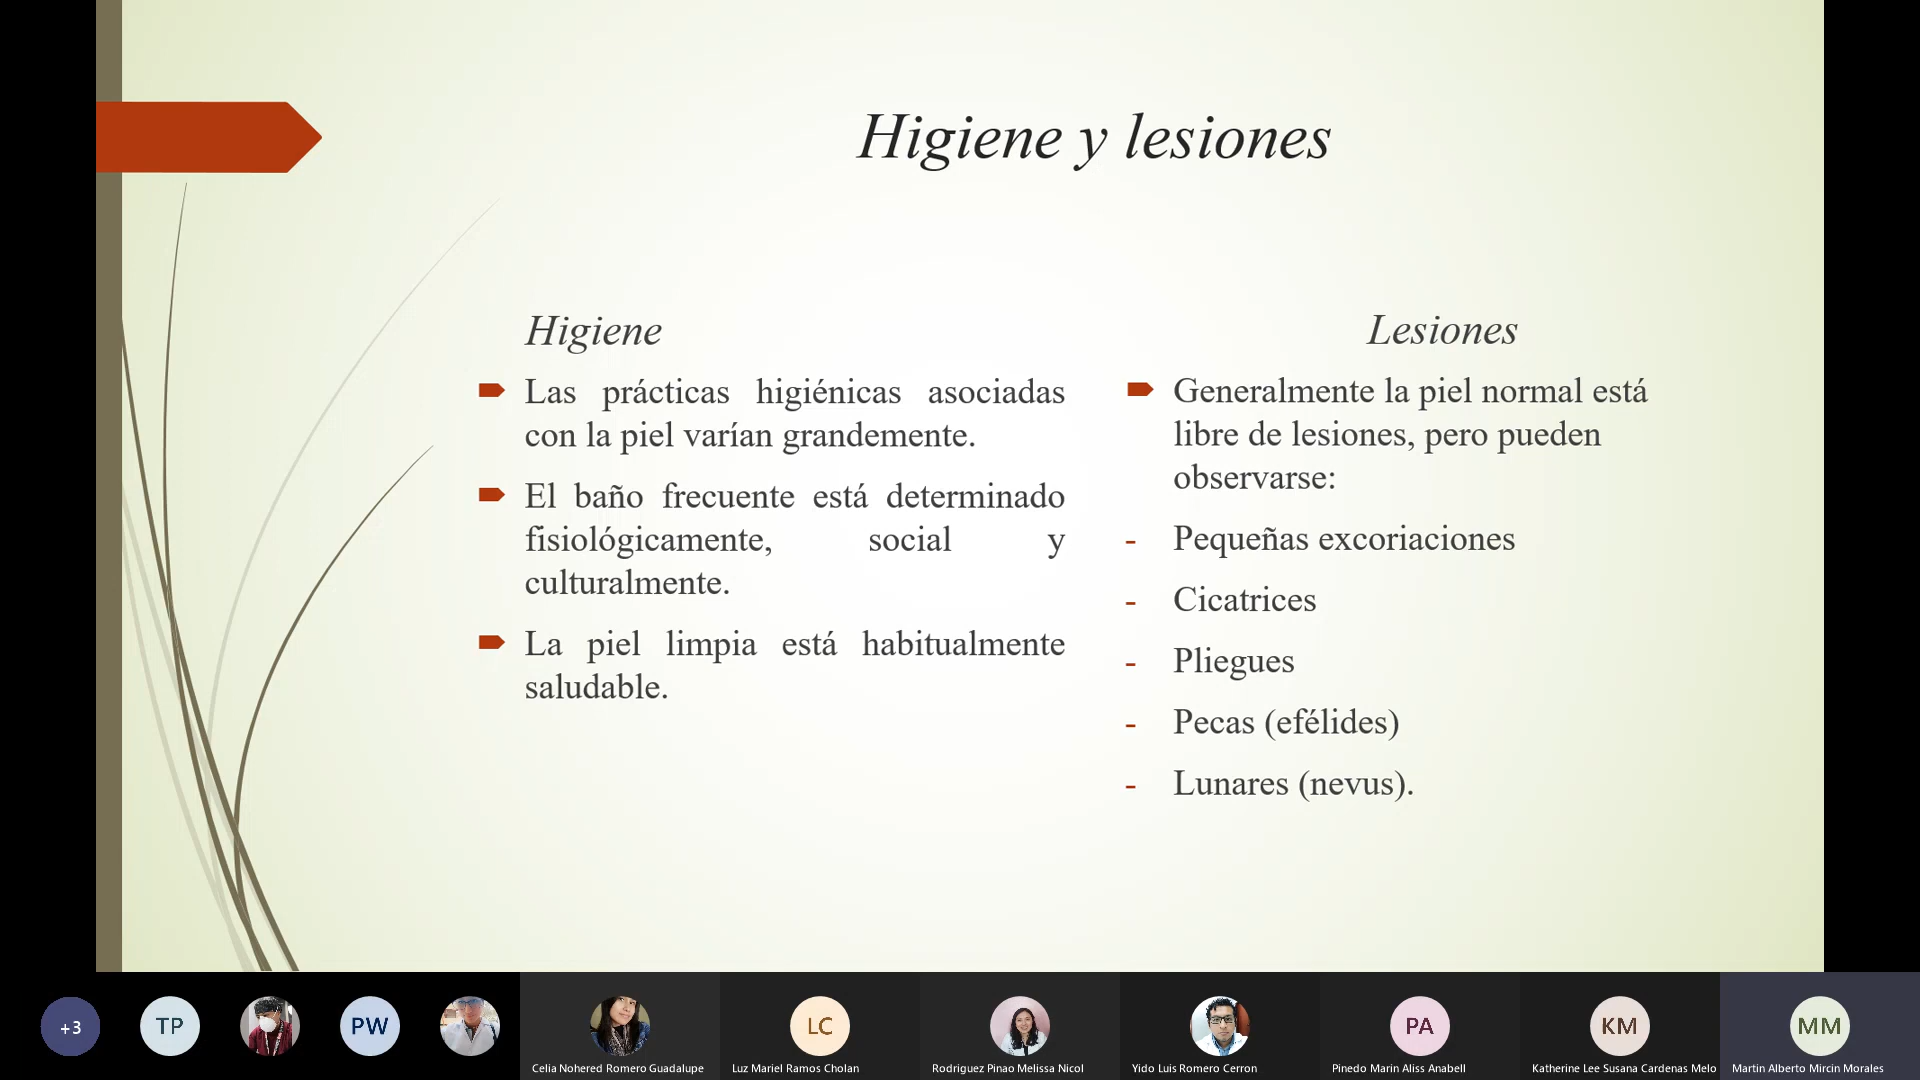 Higiene y lesiones
Higiene
Las prácticas higiénicas asociadas
con la piel varían grandemente.
El baño frecuente está determinado
fisiológicamente, social y
culturalmente.
La piel limpia está habitualmente
saludable.
Lesiones
Generalmente la piel normal está
libre de lesiones, pero pueden
observarse:
- Pequeñas excoriaciones
- Cicatrices
- Pliegues
- Pecas (efélides)
- Lunares (nevus).
+3
TP
PW
Celia Nohered Romero Guadalupe
LC
Luz Mariel Ramos Cholan
Rodriguez Pinao Melissa Nicol
Yido Luis Romero Cerron
PA
Pinedo Marin Aliss Anabell
KM
Katherine Lee Susana Cardenas Melo
MM
Martin Alberto Mircin Morales